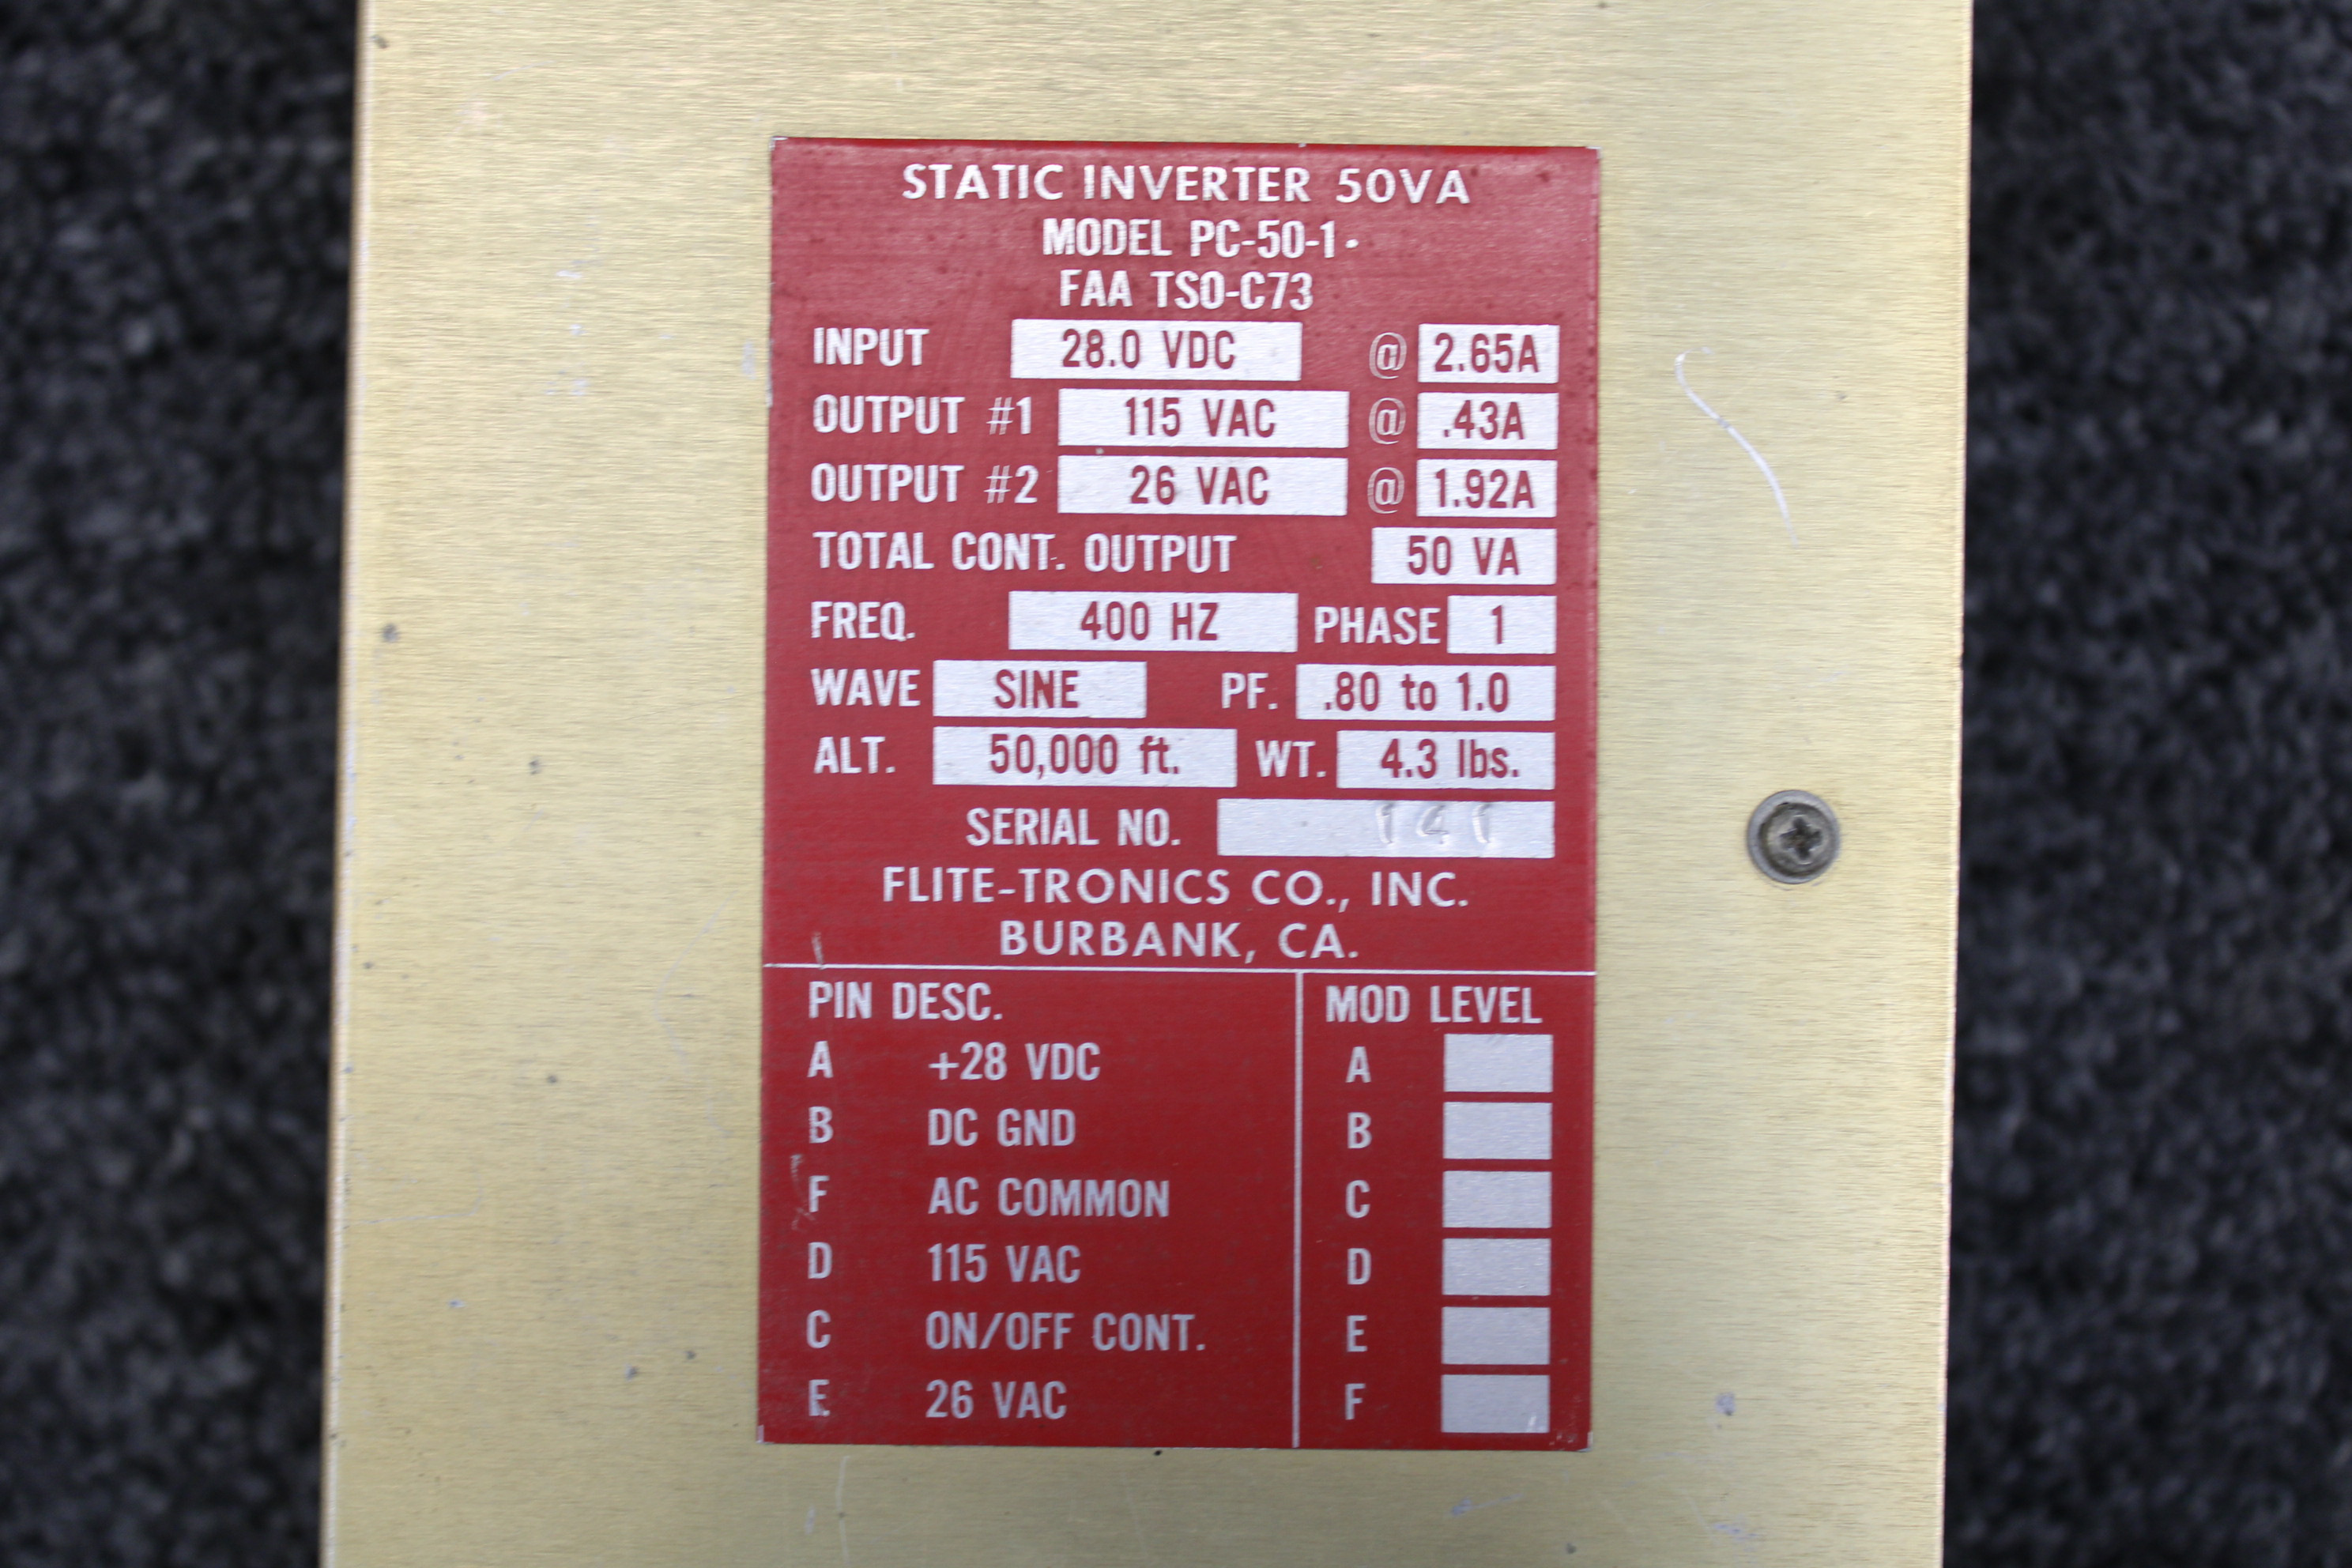 STATIC INVERTER 50VA
MODEL PC-50-1
FAA TSO-C73
INPUT 28.0 VDC @ 2.65A
OUTPUT #1 115 VAC @ .43A
OUTPUT #2 26 VAC @ 1.92A
TOTAL CONT. OUTPUT 50 VA
FREQ. 400 HZ PHASE 1
WAVE SINE PF. .80 to 1.0
ALT. 50,000 ft. WT. 4.3 lbs.
SERIAL NO. 141
FLITE-TRONICS CO., INC.
BURBANK, CA.
PIN DESC. MOD LEVEL
A +28 VDC A
B DC GND B
F AC COMMON C
D 115 VAC D
C ON/OFF CONT. E
E 26 VAC F